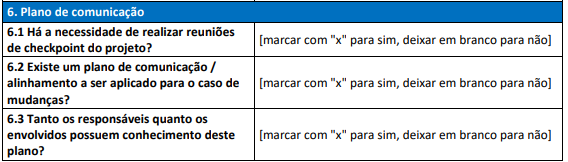 6. Plano de comunicação
6.1 Há a necessidade de realizar reuniões
de checkpoint do projeto?
[marcar com "x" para sim, deixar em branco para não]
6.2 Existe um plano de comunicação /
alinhamento a ser aplicado para o caso de
mudanças?
[marcar com "x" para sim, deixar em branco para não]
6.3 Tanto os responsáveis quanto os
envolvidos possuem conhecimento deste
plano?
[marcar com "x" para sim, deixar em branco para não]